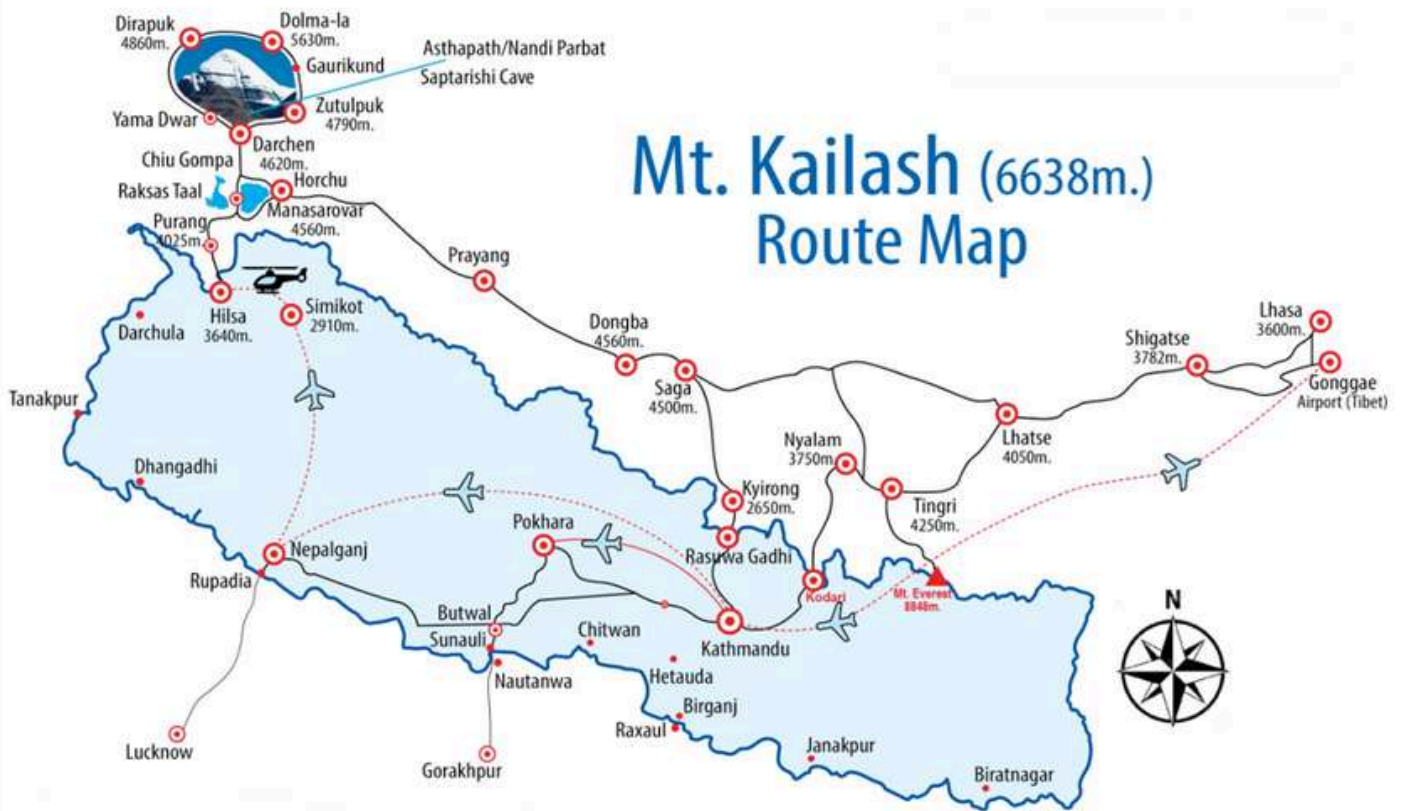 Mt. Kailash (6638m.)
Route Map
Dirapuk
4860m.
Dolma-la
5630m.
Gaurikund
Asthapath/Nandi Parbat
Saptarishi Cave
Yama Dwar
Zutulpuk
4790m.
Darchen
4620m.
Chiu Gompa
Raksas Taal
Horchu
Manasarovar
4560m.
Purang
4025m.
Hilsa
3640m.
Simikot
2910m.
Darchula
Prayang
Dongba
4560m.
Saga
4500m.
Lhasa
3600m.
Shigatse
3782m.
Gonggae
Airport (Tibet)
Lhatse
4050m.
Nyalam
3750m.
Tingri
4250m.
Kyirong
2650m.
Rasuwa Gadhi
Kodari
Mt. Everest
8848m.
Tanakpur
Dhangadhi
Nepalganj
Rupadia
Pokhara
Butwal
Sunauli
Nautanwa
Chitwan
Kathmandu
Hetauda
Birganj
Raxaul
Janakpur
Biratnagar
Lucknow
Gorakhpur
N